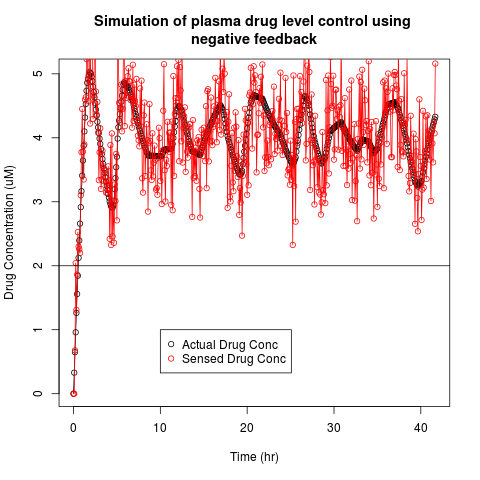 Simulation of plasma drug level control using
negative feedback
Drug Concentration (uM)
5
4
3
2
1
0
Actual Drug Conc
Sensed Drug Conc
0 10 20 30 40
Time (hr)